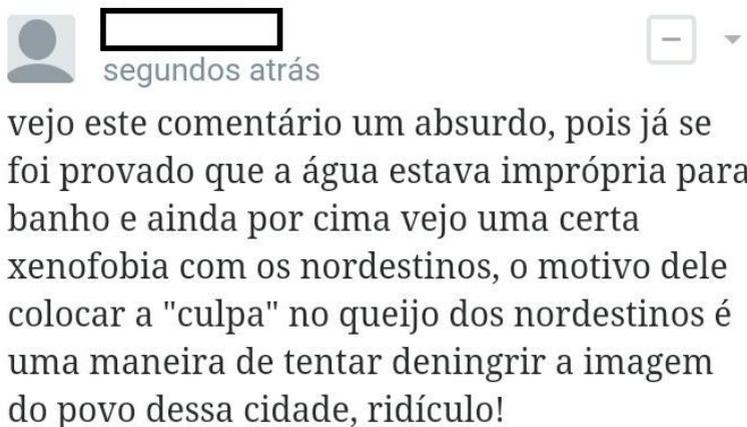 segundos atrás
vejo este comentário um absurdo, pois já se
foi provado que a água estava imprópria para
banho e ainda por cima vejo uma certa
xenofobia com os nordestinos, o motivo dele
colocar a "culpa" no queijo dos nordestinos é
uma maneira de tentar deningrir a imagem
do povo dessa cidade, ridículo!